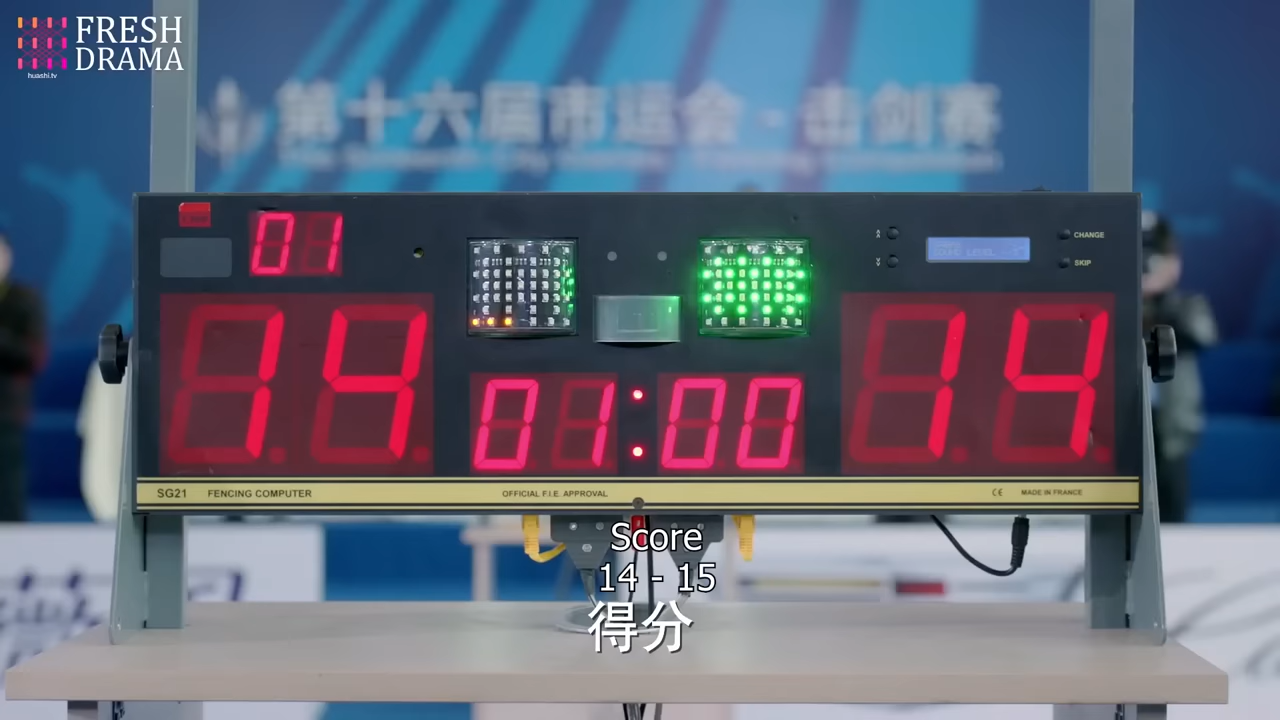 FRESH
DRAMA
huashi.tv
第十六届市运会 - 击剑赛
01
CHANGE
SKIP
14
01:00
14
SG21 FENCING COMPUTER
OFFICIAL F.I.E. APPROVAL
CE MADE IN FRANCE
Score
14 - 15
得分